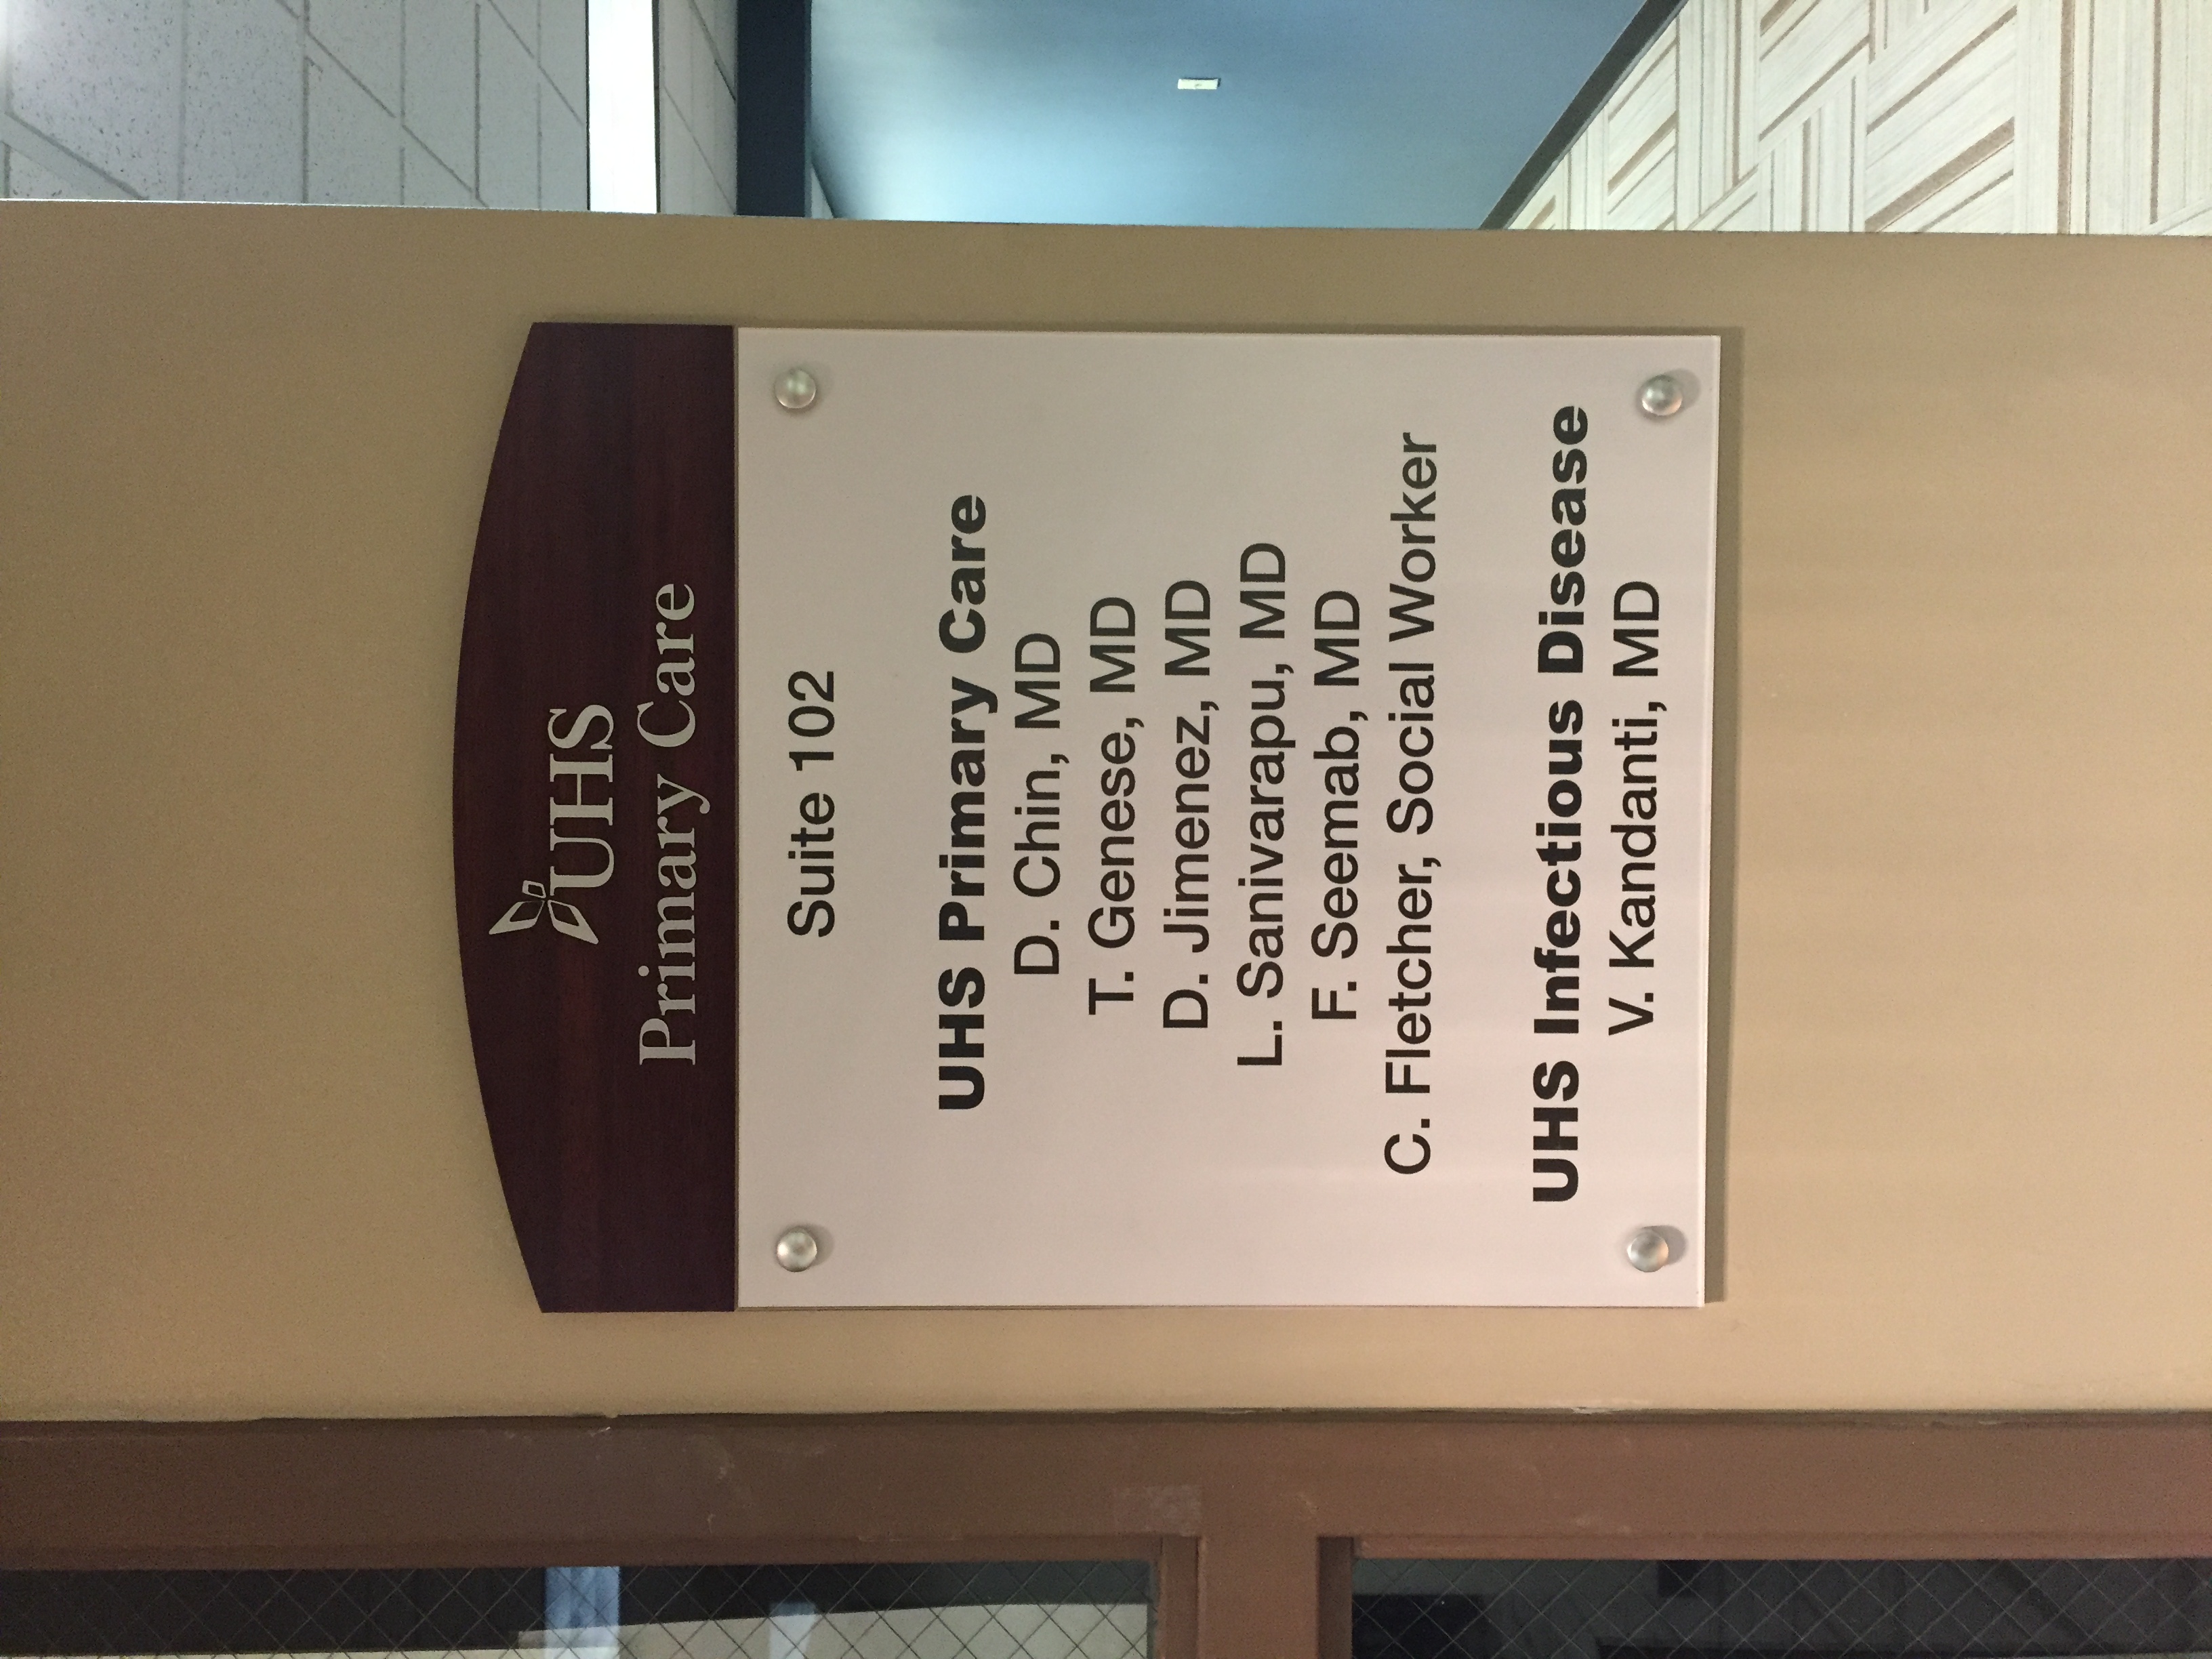 UHS
Primary Care
Suite 102
UHS Primary Care
D. Chin, MD
T. Genese, MD
D. Jimenez, MD
L. Sanivarapu, MD
F. Seemab, MD
C. Fletcher, Social Worker
UHS Infectious Disease
V. Kandanti, MD